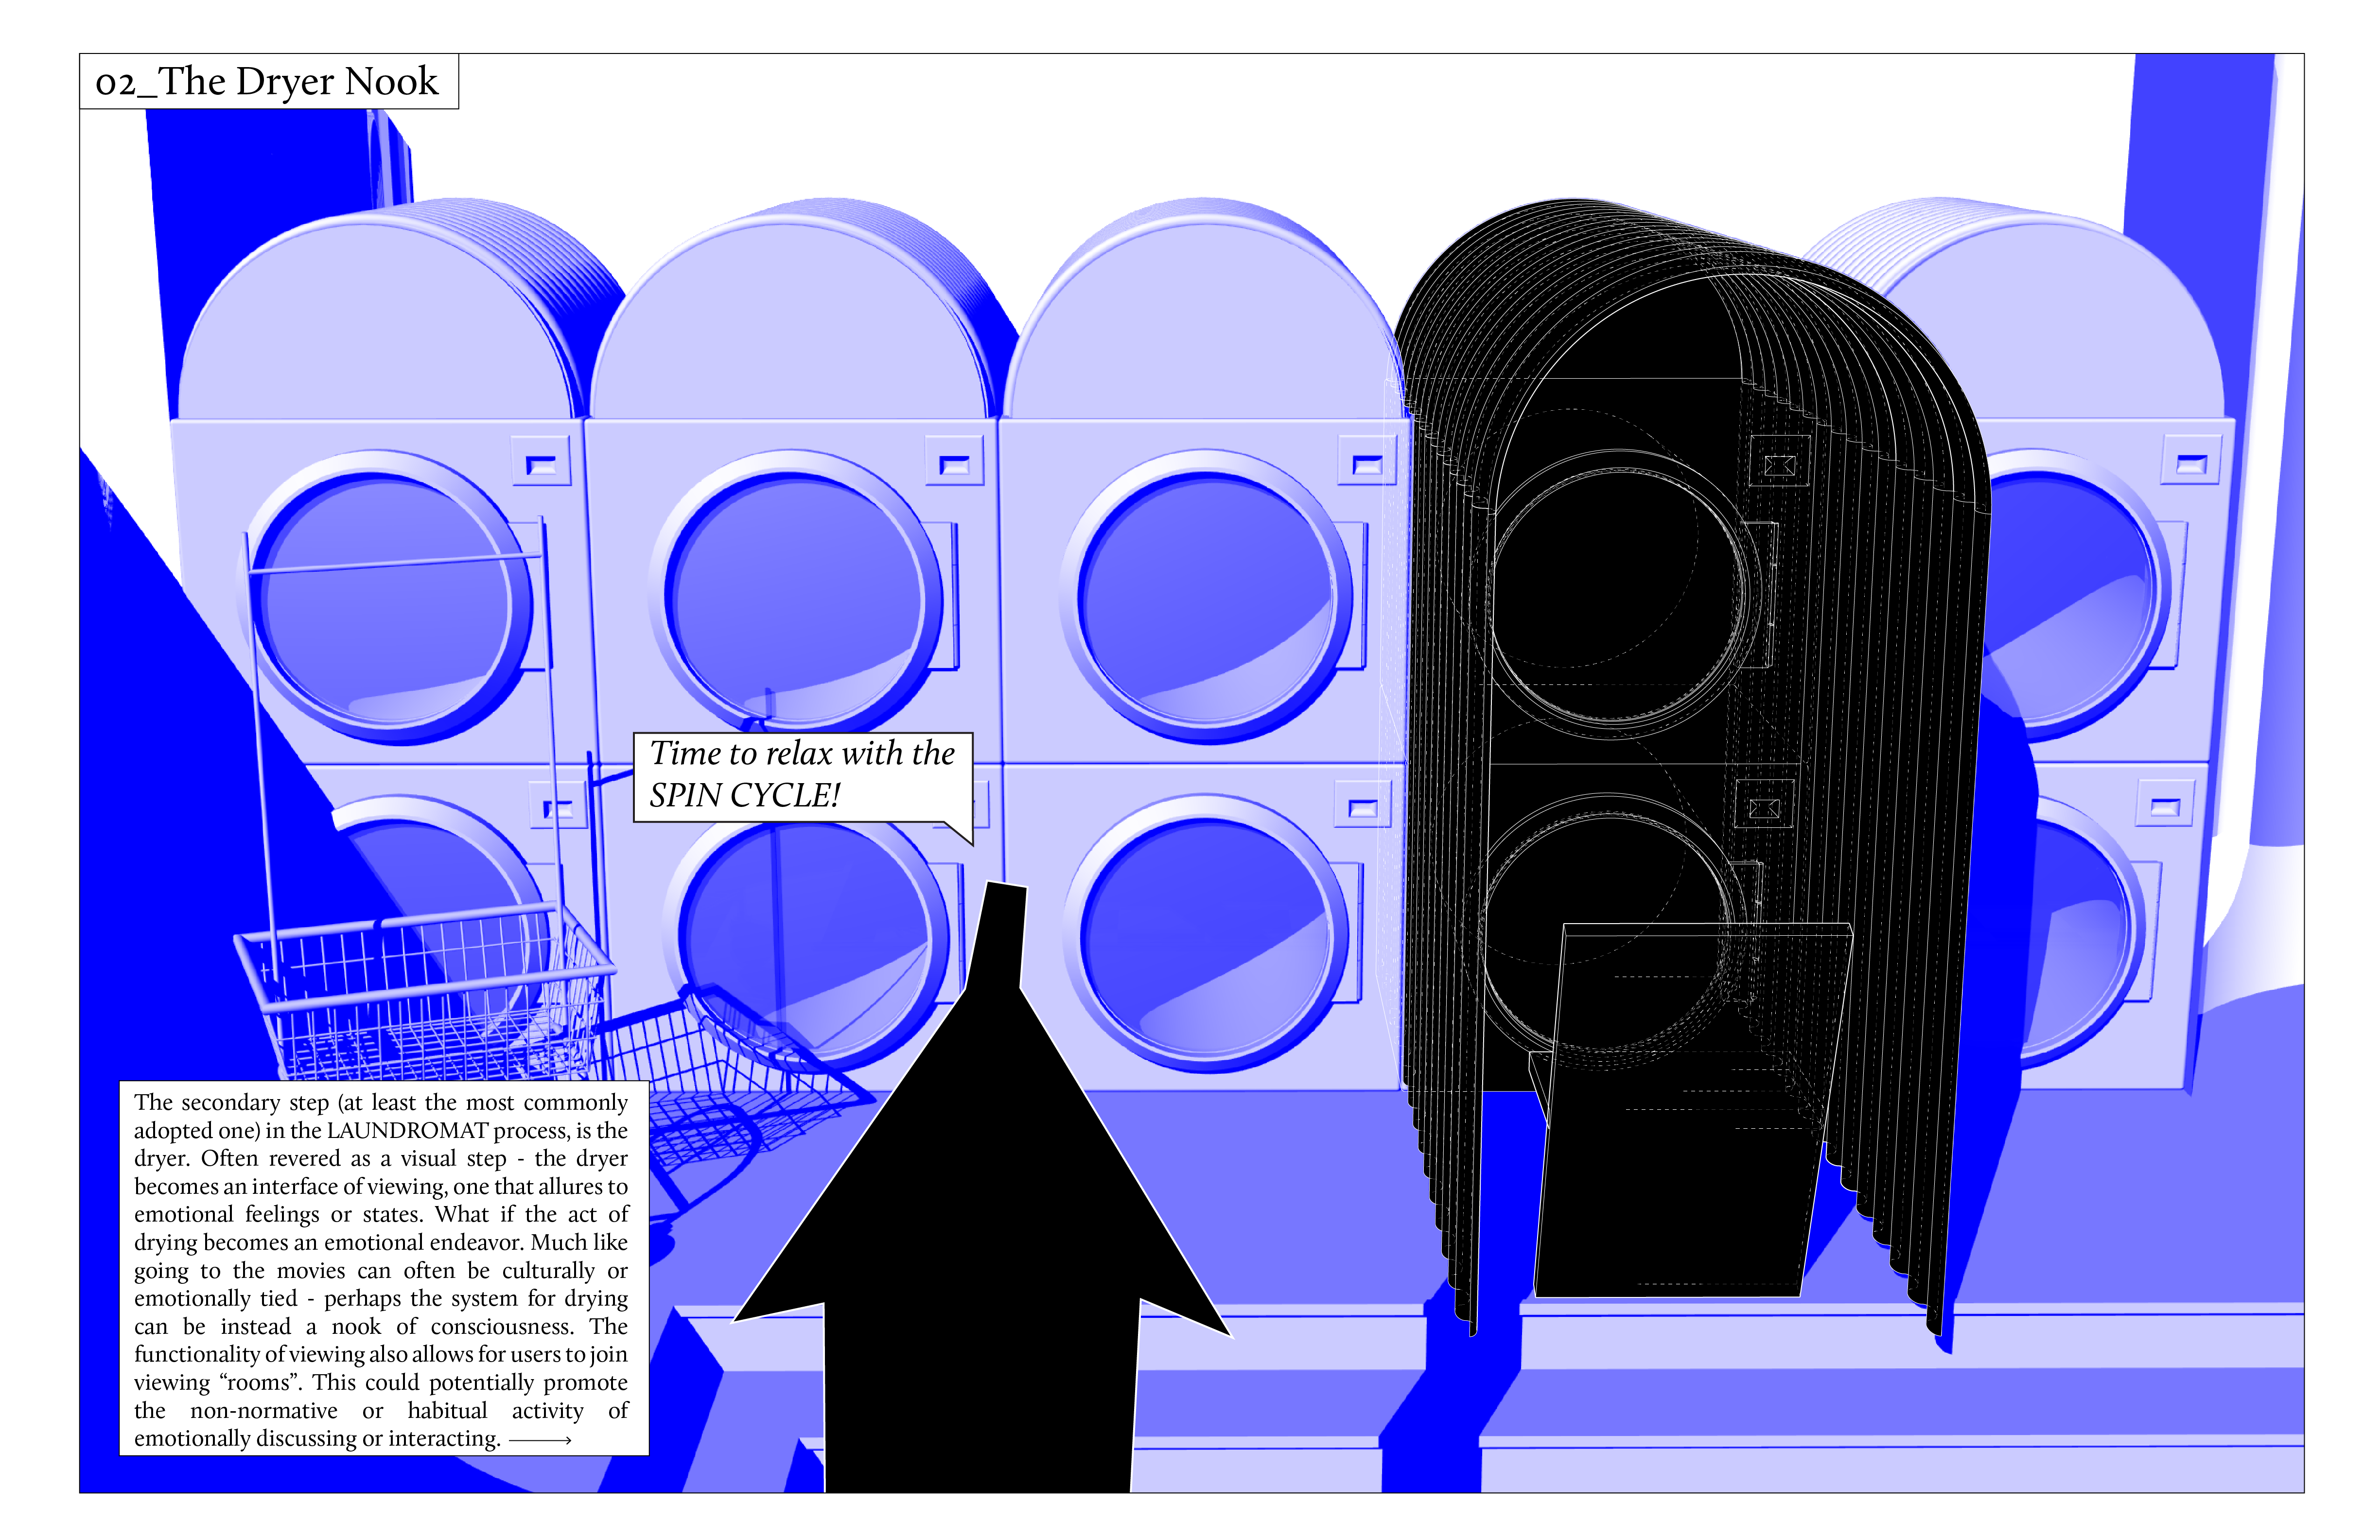 02_The Dryer Nook
Time to relax with the
SPIN CYCLE!
The secondary step (at least the most commonly
adopted one) in the LAUNDROMAT process, is the
dryer. Often revered as a visual step - the dryer
becomes an interface of viewing, one that allures to
emotional feelings or states. What if the act of
drying becomes an emotional endeavor. Much like
going to the movies can often be culturally or
emotionally tied - perhaps the system for drying
can be instead a nook of consciousness. The
functionality of viewing also allows for users to join
viewing “rooms”. This could potentially promote
the non-normative or habitual activity of
emotionally discussing or interacting. ⟶